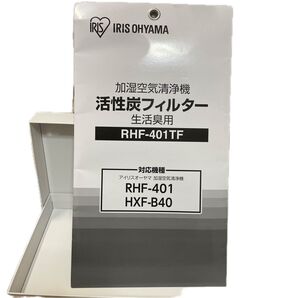 IRIS IRIS OHYAMA
加湿空気清浄機
活性炭フィルター
生活臭用
RHF-401TF
対応機種
アイリスオーヤマ 加湿空気清浄機
RHF-401
HXF-B40